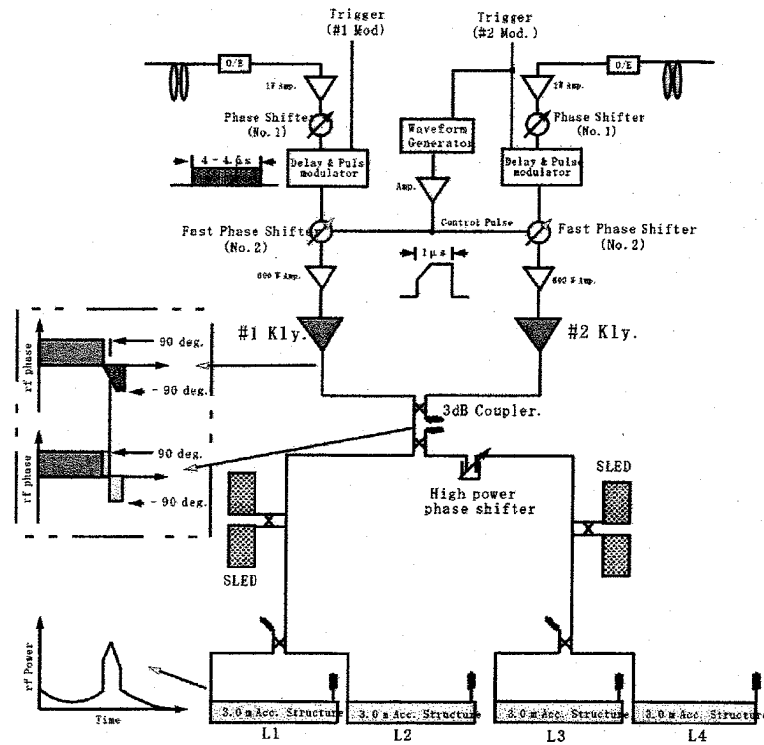 Trigger
(#1 Mod)
Trigger
(#2 Mod.)
O/E
O/E
1W Amp.
1W Amp.
Phase Shifter
(No. 1)
Waveform
Generator
Phase Shifter
(No. 1)
4-4.6s
Delay & Puls
modulator
Delay & Pulse
modulator
Amp.
Control Pulse
Fast Phase Shifter
(No. 2)
Fast Phase Shifter
(No. 2)
1μs
600 W Amp.
600 W Amp.
#1 Kly.
#2 Kly.
rf phase
90 deg.
-90 deg.
3dB Coupler.
rf phase
90 deg.
-90 deg.
High power
phase shifter
SLED
SLED
rf Power
Time
3.0 m Acc. Structure
3.0 m Acc. Structure
3.0 m Acc. Structure
3.0 m Acc. Structure
L1
L2
L3
L4